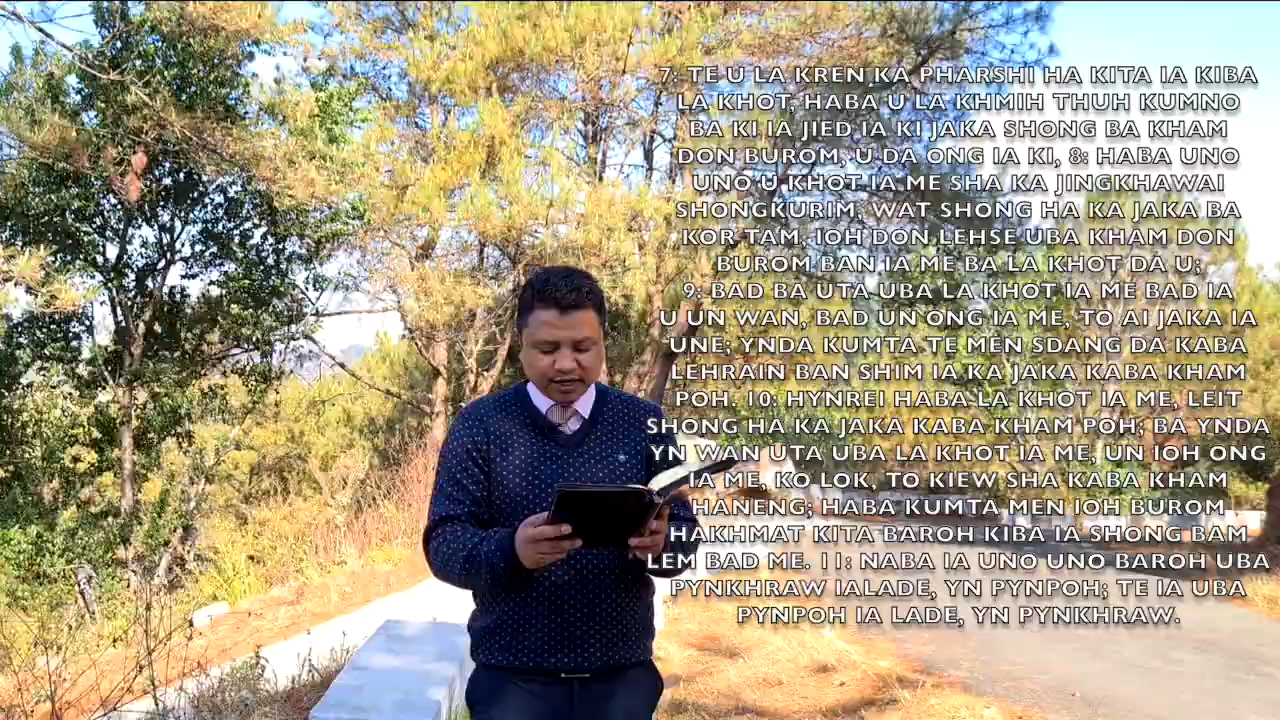 7: TE U LA KREN KA PHARSHI HA KITA IA KIBA
LA KHOT, HABA U LA KHMIH THUH KUMNO
BA KI IA JIED IA KI JAKA SHONG BA KHAM
DON BUROM, U DA ONG IA KI, 8: HABA UNO
UNO U KHOT IA ME SHA KA JINGKHAWAI
SHONGKURIM, WAT SHONG HA KA JAKA BA
KOR TAM, IOH DON LEHSE UBA KHAM DON
BUROM BAN IA ME BA LA KHOT DA U;
9: BAD BA UTA UBA LA KHOT IA ME BAD IA
U UN WAN, BAD UN ONG IA ME, TO AI JAKA IA
UNE; YNDA KUMTA TE MEN SDANG DA KABA
LEHRAIN BAN SHIM IA KA JAKA KABA KHAM
POH. 10: HYNREI HABA LA KHOT IA ME, LEIT
SHONG HA KA JAKA KABA KHAM POH; BA YNDA
YN WAN UTA UBA LA KHOT IA ME, UN IOH ONG
IA ME, KO LOK, TO KIEW SHA KABA KHAM
HANENG; HABA KUMTA MEN IOH BUROM
HAKHMAT KITA BAROH KIBA IA SHONG BAM
LEM BAD ME. 11: NABA IA UNO UNO BAROH UBA
PYNKHRAW IALADE, YN PYNPOH; TE IA UBA
PYNPOH IA LADE, YN PYNKHRAW.